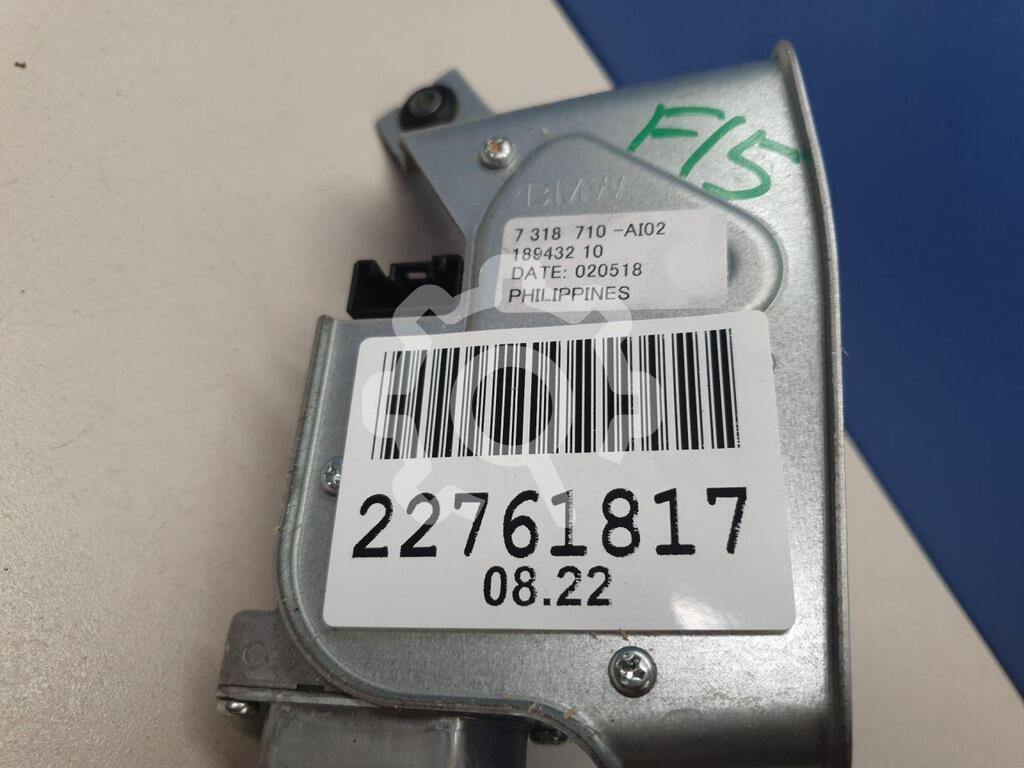 F15
BMW
7 318 710 -AI02
189432 10
DATE: 020518
PHILIPPINES
22761817
08.22